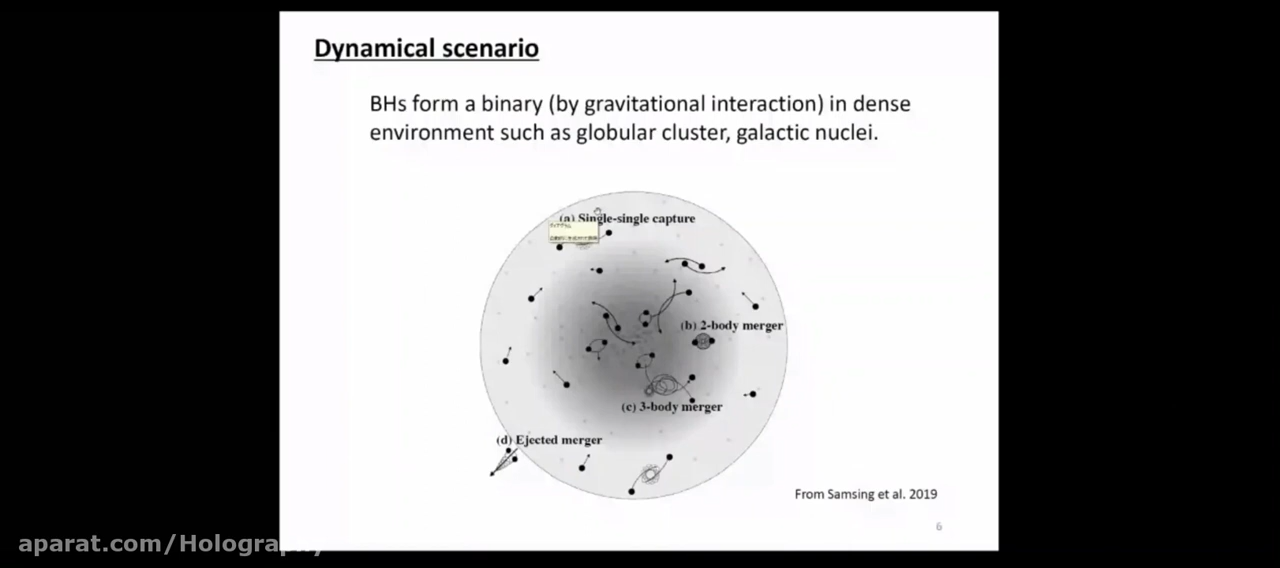 Dynamical scenario
BHs form a binary (by gravitational interaction) in dense
environment such as globular cluster, galactic nuclei.
(a) Single-single capture
(b) 2-body merger
(c) 3-body merger
(d) Ejected merger
From Samsing et al. 2019
6
aparat.com/Holography